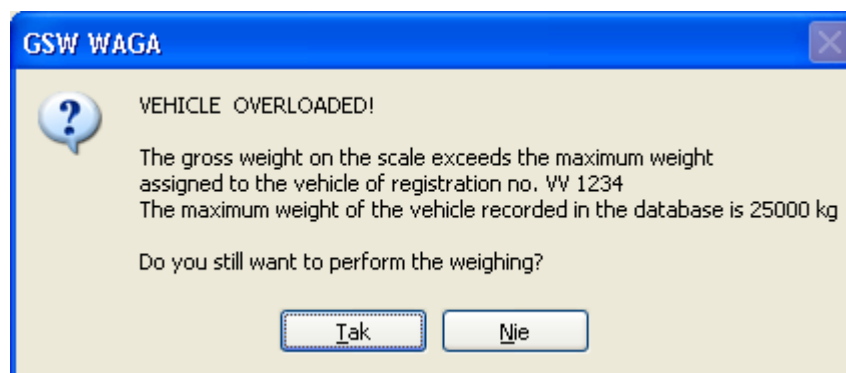 GSW WAGA
VEHICLE OVERLOADED!
The gross weight on the scale exceeds the maximum weight
assigned to the vehicle of registration no. VV 1234
The maximum weight of the vehicle recorded in the database is 25000 kg
Do you still want to perform the weighing?
Tak Nie